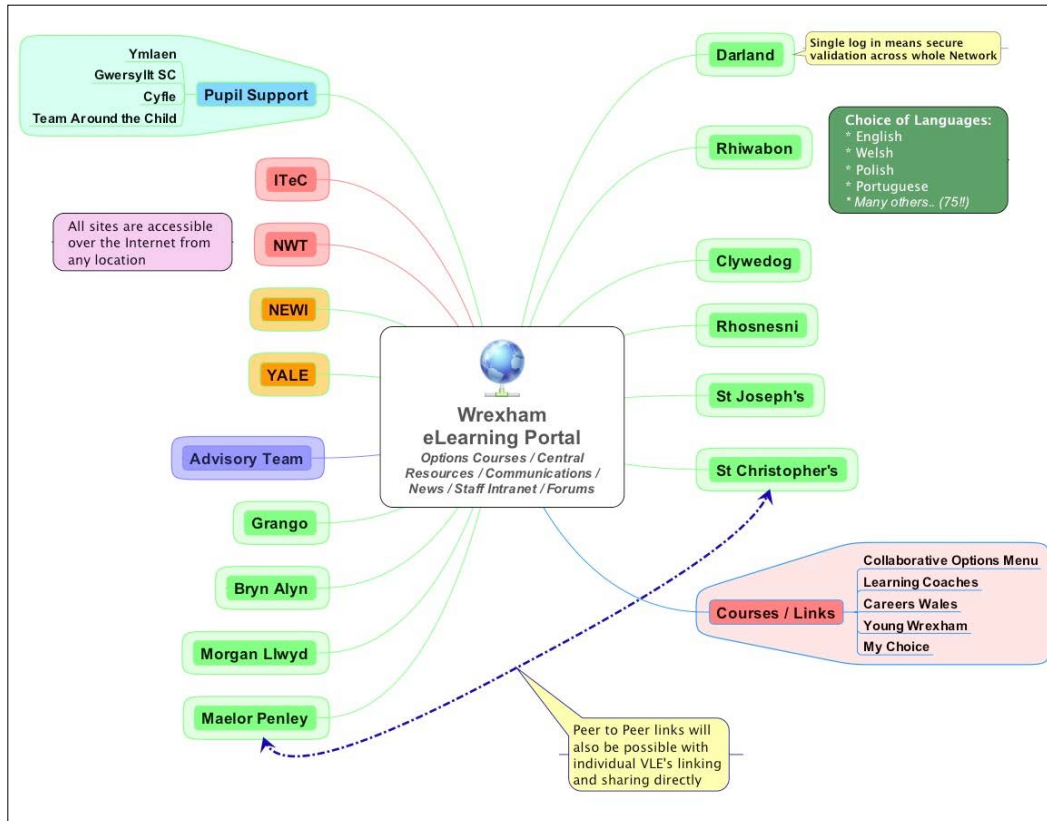 Ymlaen
Gwersyllt SC
Cyfle
Team Around the Child
Pupil Support
ITeC
NWT
All sites are accessible
over the Internet from
any location
NEWI
YALE
Advisory Team
Grango
Bryn Alyn
Morgan Llwyd
Maelor Penley
Wrexham
eLearning Portal
Options Courses / Central
Resources / Communications /
News / Staff Intranet / Forums
Darland
Single log in means secure
validation across whole Network
Rhiwabon
Choice of Languages:
* English
* Welsh
* Polish
* Portuguese
* Many others.. (75!!)
Clywedog
Rhosnesni
St Joseph's
St Christopher's
Courses / Links
Collaborative Options Menu
Learning Coaches
Careers Wales
Young Wrexham
My Choice
Peer to Peer links will
also be possible with
individual VLE's linking
and sharing directly